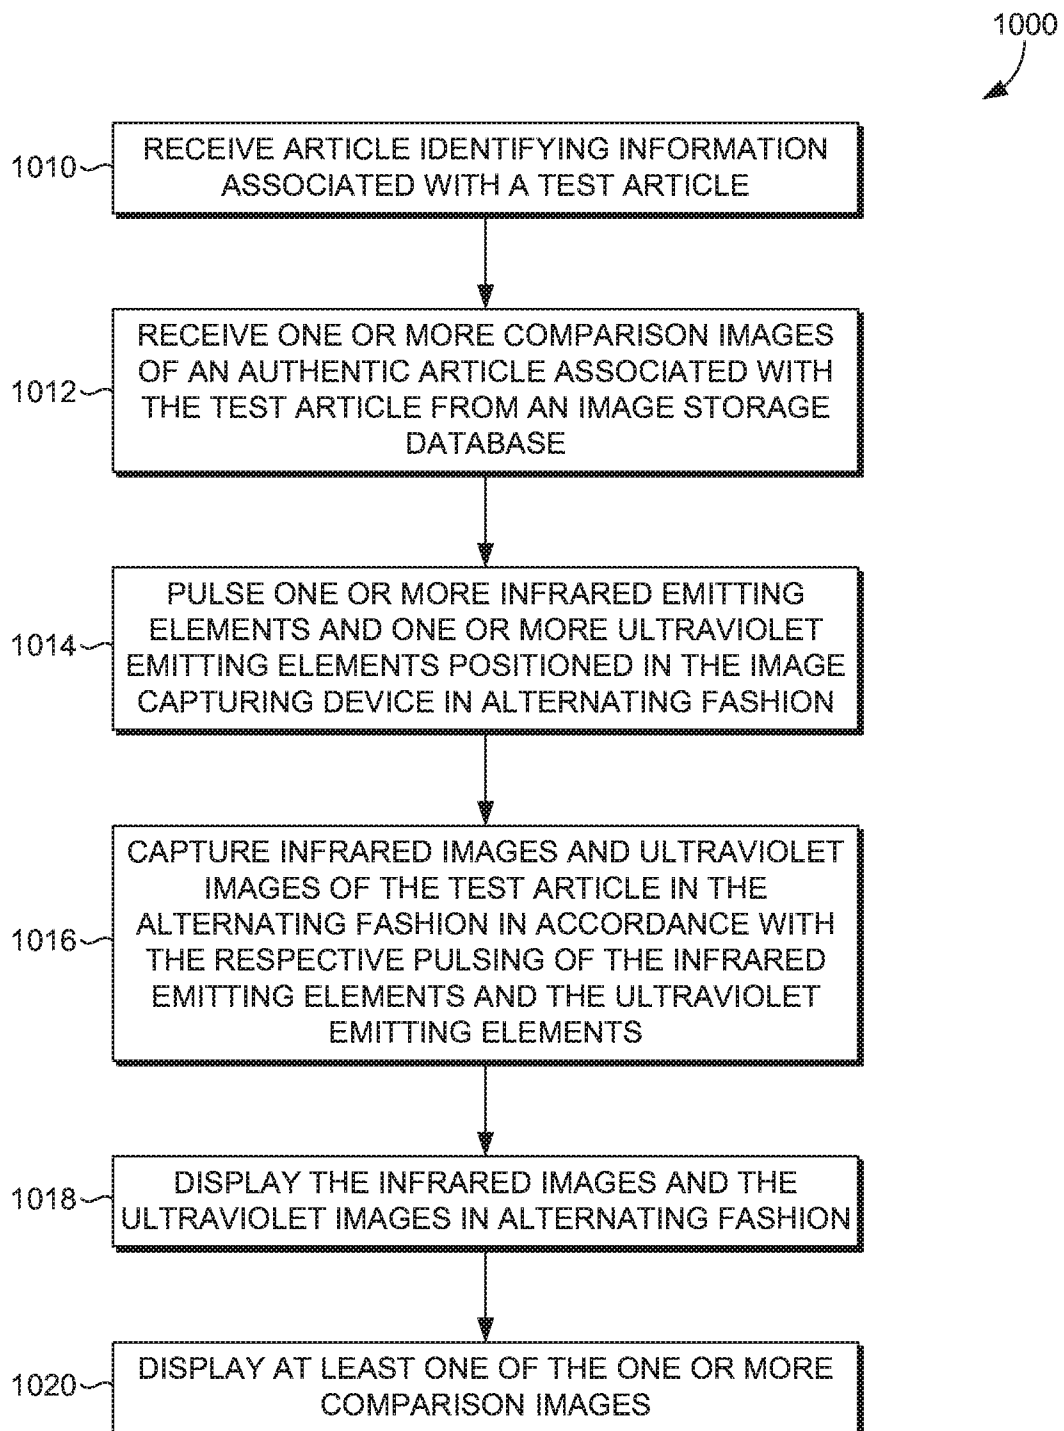 1000
1010
RECEIVE ARTICLE IDENTIFYING INFORMATION
ASSOCIATED WITH A TEST ARTICLE
1012
RECEIVE ONE OR MORE COMPARISON IMAGES
OF AN AUTHENTIC ARTICLE ASSOCIATED WITH
THE TEST ARTICLE FROM AN IMAGE STORAGE
DATABASE
1014
PULSE ONE OR MORE INFRARED EMITTING
ELEMENTS AND ONE OR MORE ULTRAVIOLET
EMITTING ELEMENTS POSITIONED IN THE IMAGE
CAPTURING DEVICE IN ALTERNATING FASHION
1016
CAPTURE INFRARED IMAGES AND ULTRAVIOLET
IMAGES OF THE TEST ARTICLE IN THE
ALTERNATING FASHION IN ACCORDANCE WITH
THE RESPECTIVE PULSING OF THE INFRARED
EMITTING ELEMENTS AND THE ULTRAVIOLET
EMITTING ELEMENTS
1018
DISPLAY THE INFRARED IMAGES AND THE
ULTRAVIOLET IMAGES IN ALTERNATING FASHION
1020
DISPLAY AT LEAST ONE OF THE ONE OR MORE
COMPARISON IMAGES